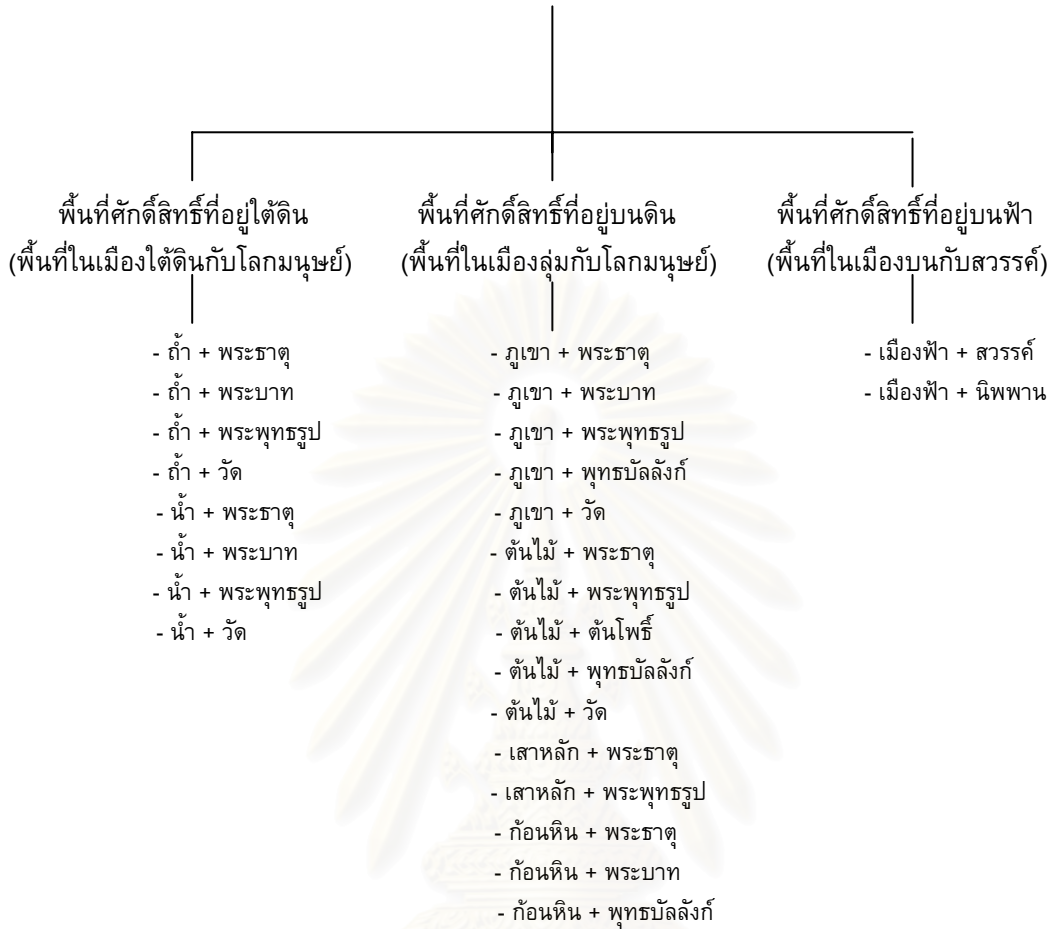 พื้นที่ศักดิ์สิทธิ์ที่อยู่ใต้ดิน
(พื้นที่ในเมืองใต้ดินกับโลกมนุษย์)
- ถ้ำ + พระธาตุ
- ถ้ำ + พระบาท
- ถ้ำ + พระพุทธรูป
- ถ้ำ + วัด
- น้ำ + พระธาตุ
- น้ำ + พระบาท
- น้ำ + พระพุทธรูป
- น้ำ + วัด
พื้นที่ศักดิ์สิทธิ์ที่อยู่บนดิน
(พื้นที่ในเมืองลุ่มกับโลกมนุษย์)
- ภูเขา + พระธาตุ
- ภูเขา + พระบาท
- ภูเขา + พระพุทธรูป
- ภูเขา + พุทธบัลลังก์
- ภูเขา + วัด
- ต้นไม้ + พระธาตุ
- ต้นไม้ + พระพุทธรูป
- ต้นไม้ + ต้นโพธิ์
- ต้นไม้ + พุทธบัลลังก์
- ต้นไม้ + วัด
- เสาหลัก + พระธาตุ
- เสาหลัก + พระพุทธรูป
- ก้อนหิน + พระธาตุ
- ก้อนหิน + พระบาท
- ก้อนหิน + พุทธบัลลังก์
พื้นที่ศักดิ์สิทธิ์ที่อยู่บนฟ้า
(พื้นที่ในเมืองบนกับสวรรค์)
- เมืองฟ้า + สวรรค์
- เมืองฟ้า + นิพพาน